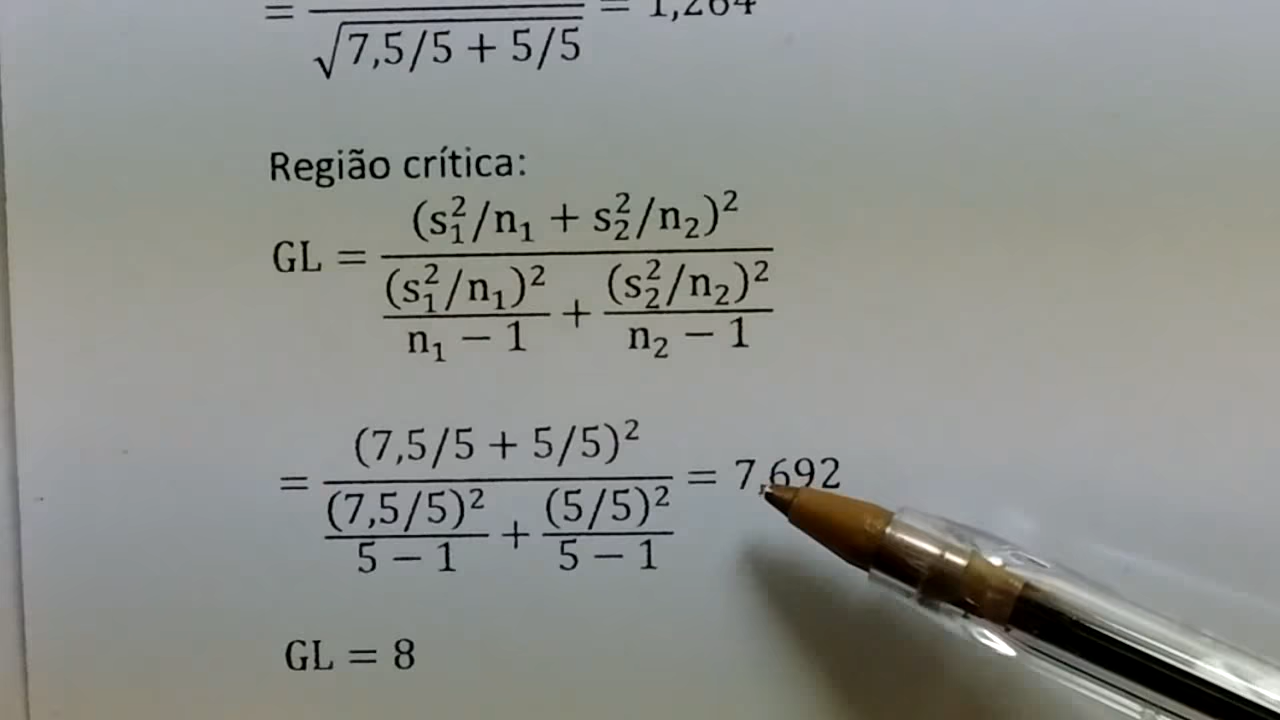 = ――― = 1,264
√7,5/5 + 5/5
Região crítica:
GL = (s₁²/n₁ + s₂²/n₂)²
(s₁²/n₁)² / (n₁ − 1) + (s₂²/n₂)² / (n₂ − 1)
= (7,5/5 + 5/5)² = 7,692
(7,5/5)² / (5 − 1) + (5/5)² / (5 − 1)
GL = 8